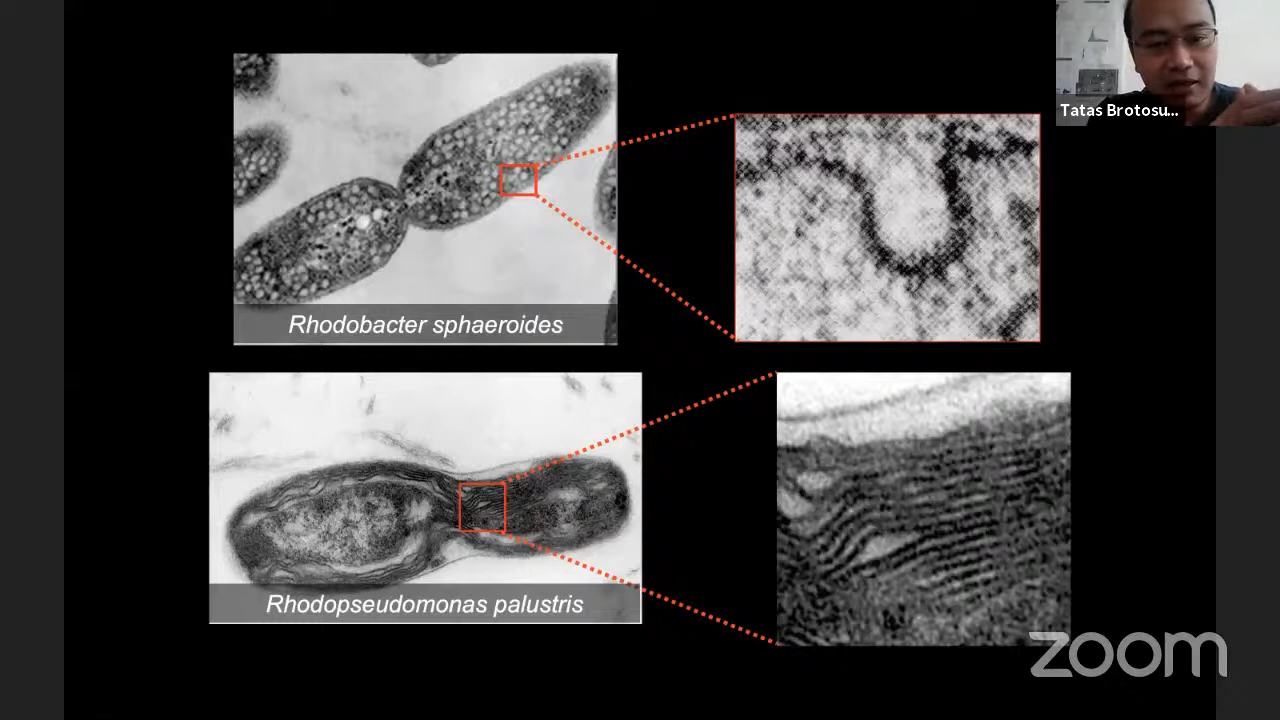 Tatas Brotosu...
Rhodobacter sphaeroides
Rhodopseudomonas palustris
zoom